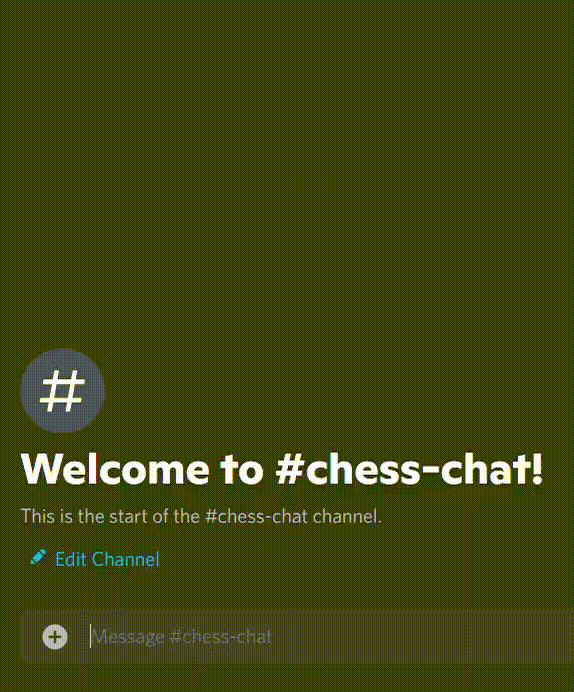 #
Welcome to #chess-chat!
This is the start of the #chess-chat channel.
Edit Channel
Message #chess-chat